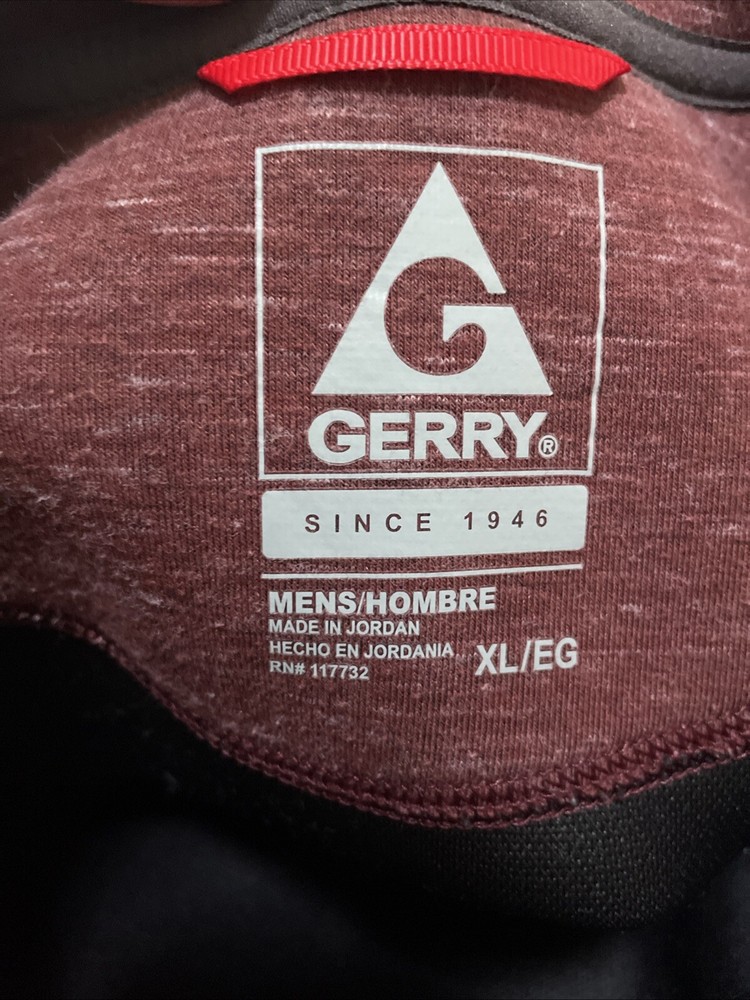 GERRY®
SINCE 1946
MENS/HOMBRE
MADE IN JORDAN
HECHO EN JORDANIA
RN# 117732
XL/EG